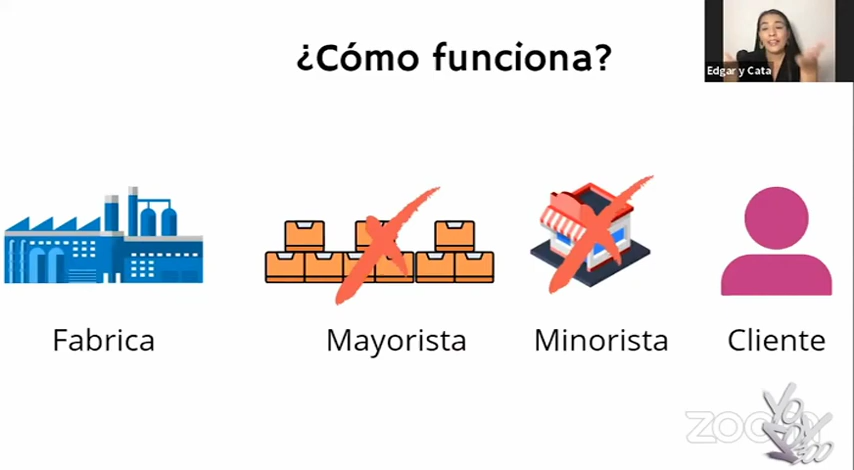 ¿Cómo funciona?
Edgar y Cata
Fabrica
Mayorista
Minorista
Cliente
zoom